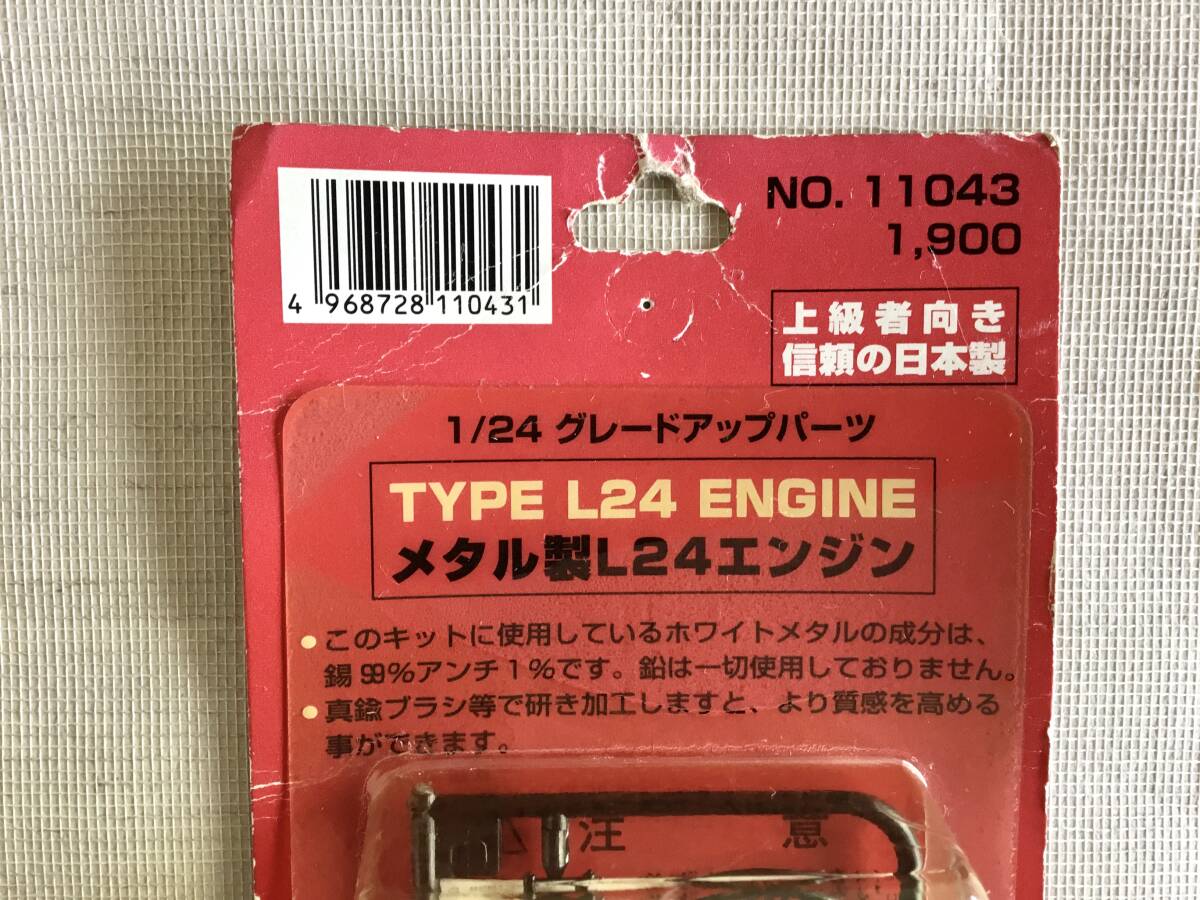 4 968728 110431
NO. 11043
1,900
上級者向き
信頼の日本製
1/24 グレードアップパーツ
TYPE L24 ENGINE
メタル製L24エンジン
●このキットに使用しているホワイトメタルの成分は、
錫99%アンチ1%です。鉛は一切使用しておりません。
●真鍮ブラシ等で研き加工しますと、より質感を高める
事ができます。
注 意